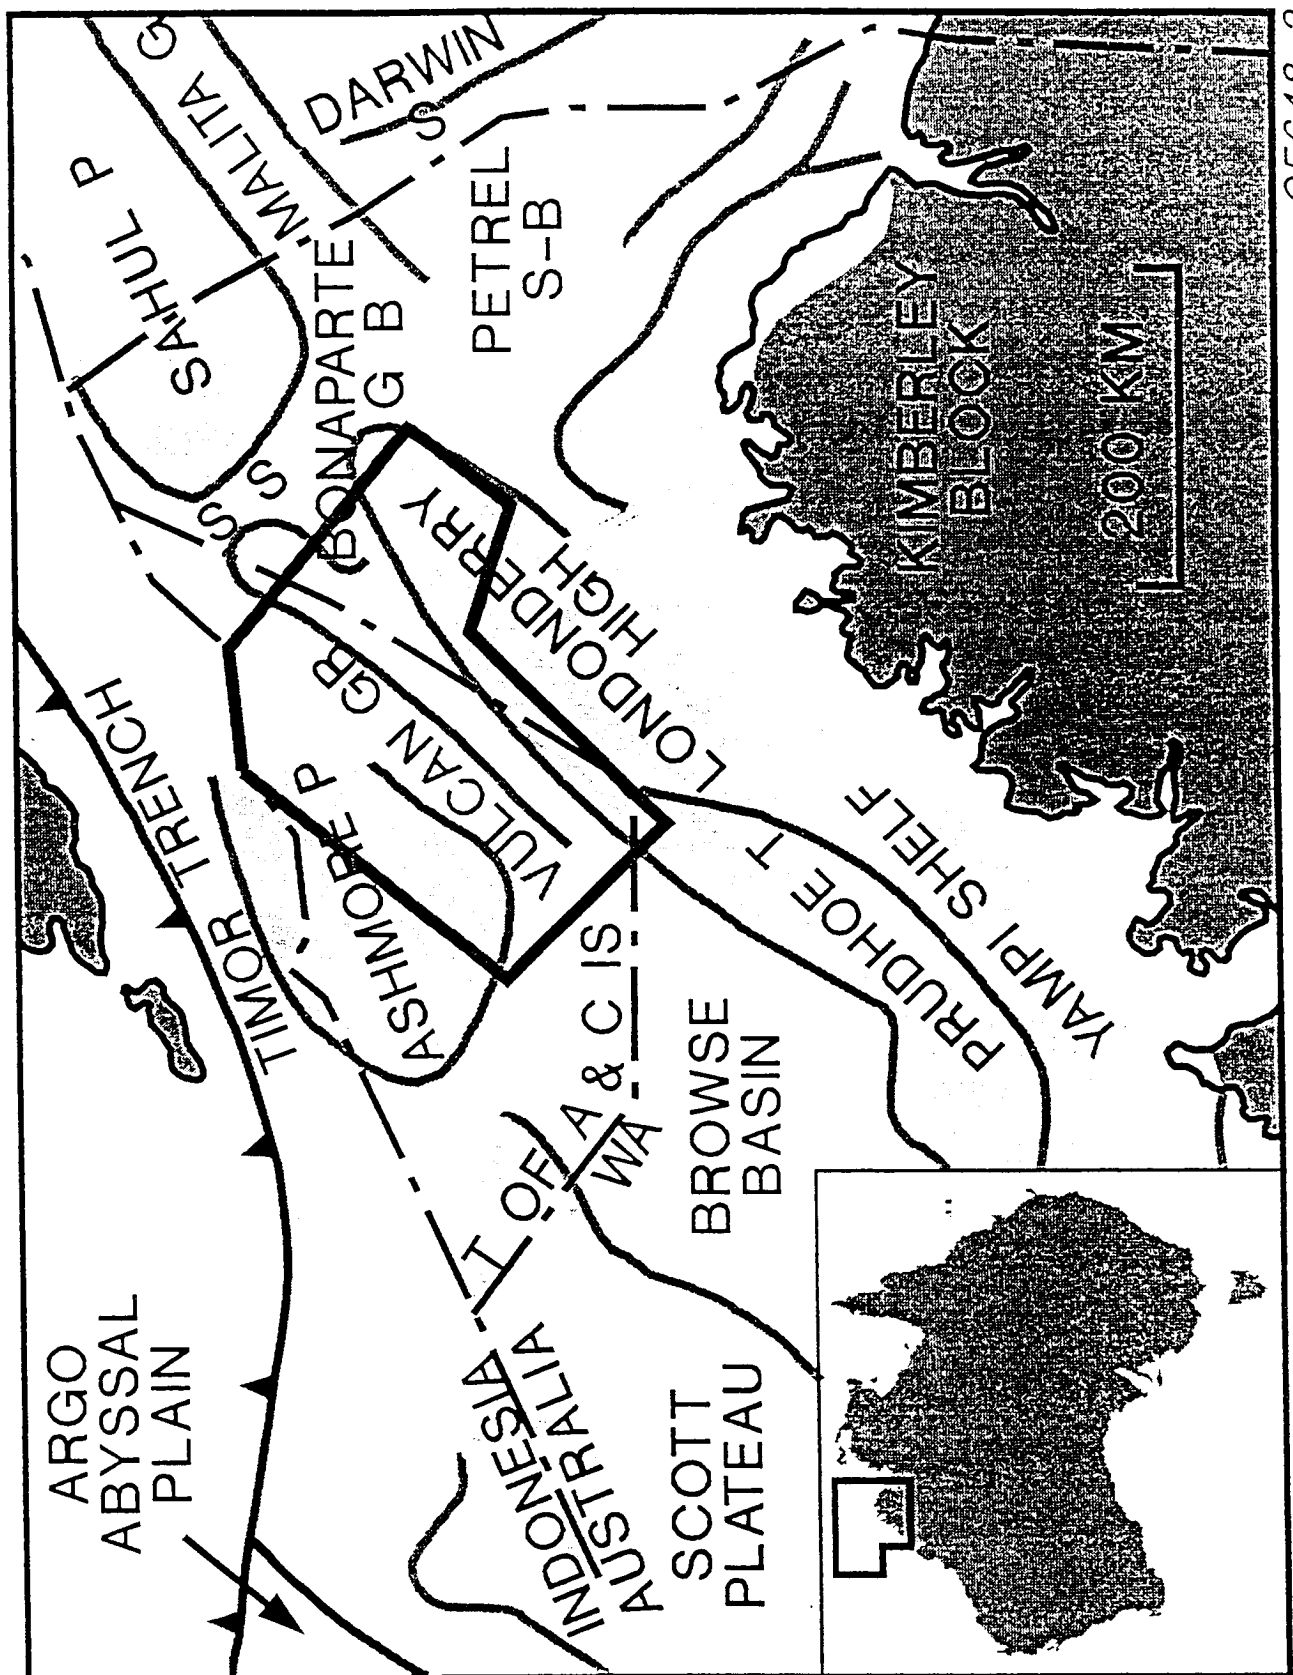 ARGO
ABYSSAL
PLAIN
TIMOR TRENCH
SAHUL P
MALITA G
DARWIN
S
S S
BONAPARTE
G B
PETREL
S-B
ASHMORE P
VULCAN GR
LONDONDERRY
HIGH
INDONESIA
AUSTRALIA
T OF A & C IS
WA
SCOTT
PLATEAU
BROWSE
BASIN
PRUDHOE T
YAMPI SHELF
KIMBERLEY
BLOCK
200 KM